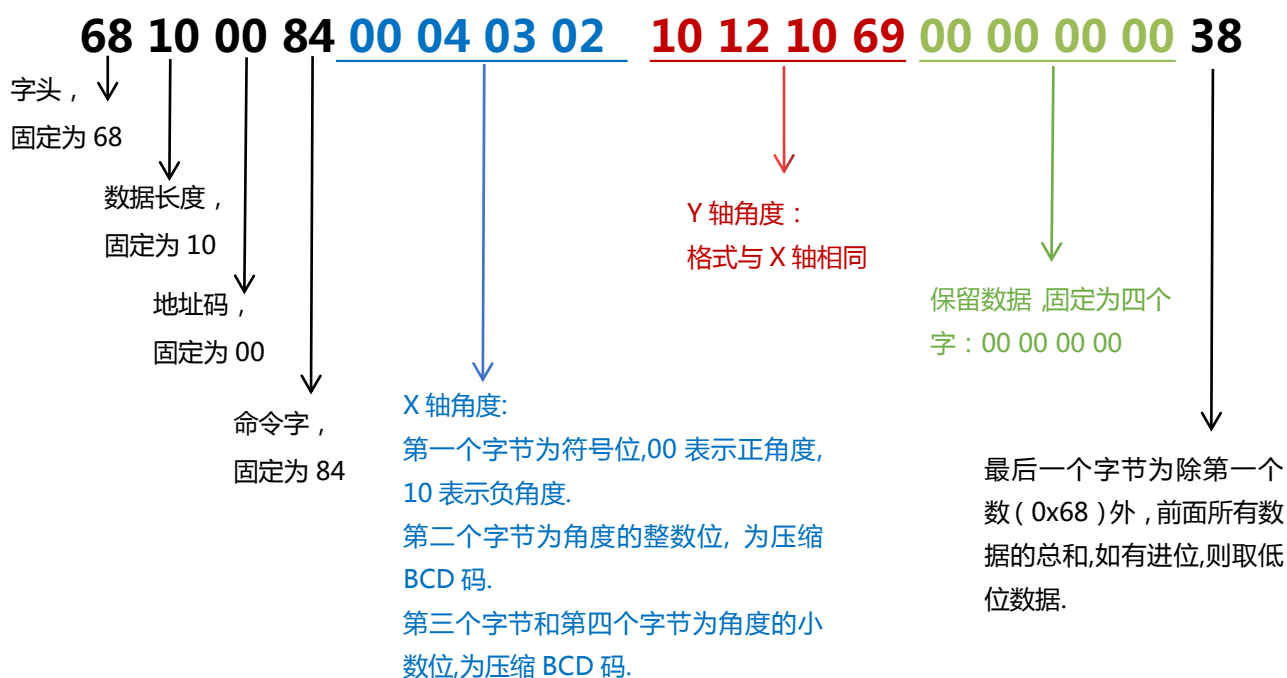 68 10 00 84 00 04 03 02 10 12 10 69 00 00 00 00 38
字头，
固定为 68
数据长度，
固定为 10
地址码，
固定为 00
命令字，
固定为 84
X 轴角度:
第一个字节为符号位,00 表示正角度,
10 表示负角度.
第二个字节为角度的整数位, 为压缩
BCD 码.
第三个字节和第四个字节为角度的小
数位,为压缩 BCD 码.
Y 轴角度：
格式与 X 轴相同
保留数据 ,固定为四个
字：00 00 00 00
最后一个字节为除第一个
数（0x68）外，前面所有数
据的总和,如有进位,则取低
位数据.